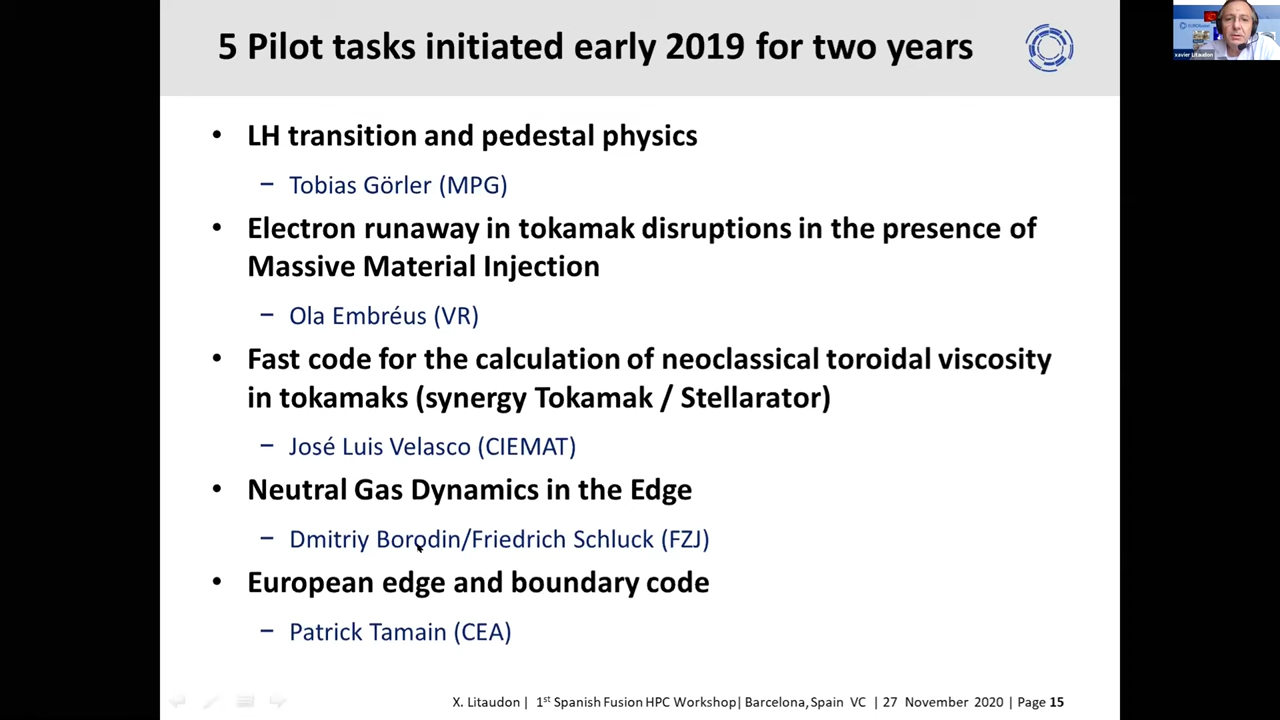 5 Pilot tasks initiated early 2019 for two years
• LH transition and pedestal physics
– Tobias Görler (MPG)
• Electron runaway in tokamak disruptions in the presence of
Massive Material Injection
– Ola Embréus (VR)
• Fast code for the calculation of neoclassical toroidal viscosity
in tokamaks (synergy Tokamak / Stellarator)
– José Luis Velasco (CIEMAT)
• Neutral Gas Dynamics in the Edge
– Dmitriy Borodin/Friedrich Schluck (FZJ)
• European edge and boundary code
– Patrick Tamain (CEA)
X. Litaudon | 1st Spanish Fusion HPC Workshop| Barcelona, Spain VC | 27 November 2020 | Page 15
xavier Litaudon